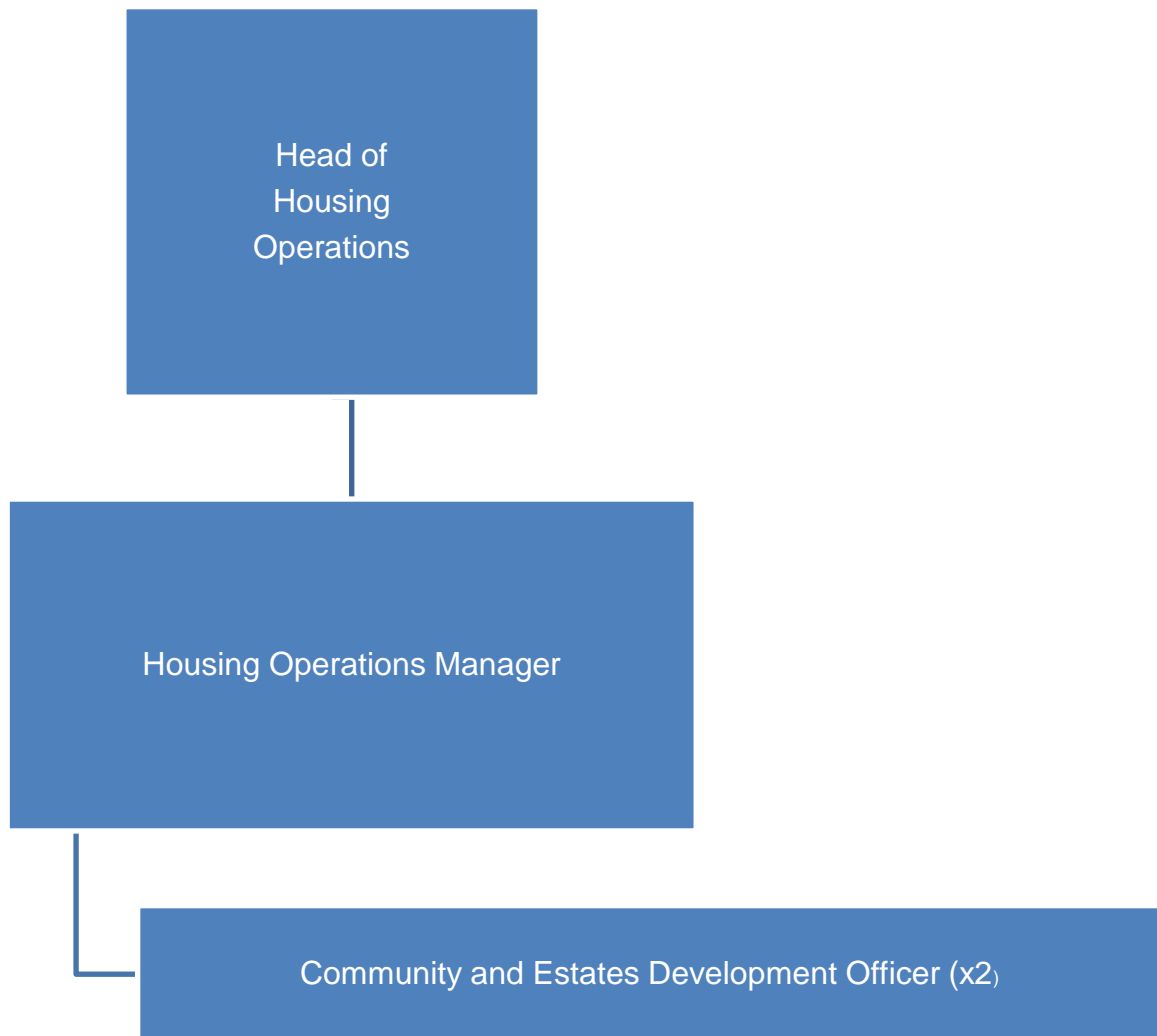 Head of
Housing
Operations
Housing Operations Manager
Community and Estates Development Officer (x2)